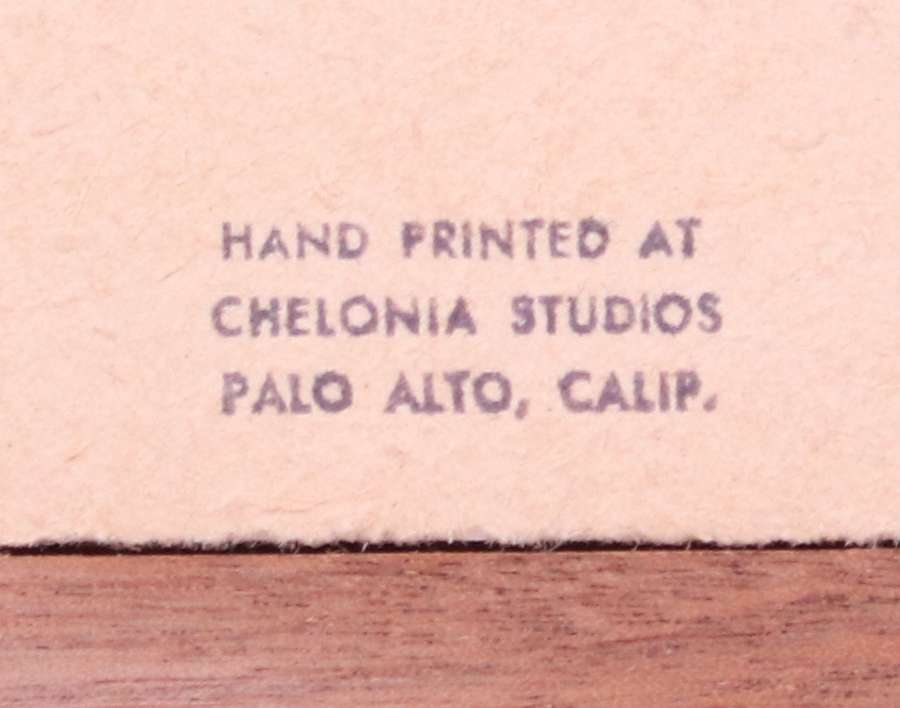 HAND PRINTED AT
CHELONIA STUDIOS
PALO ALTO, CALIF.